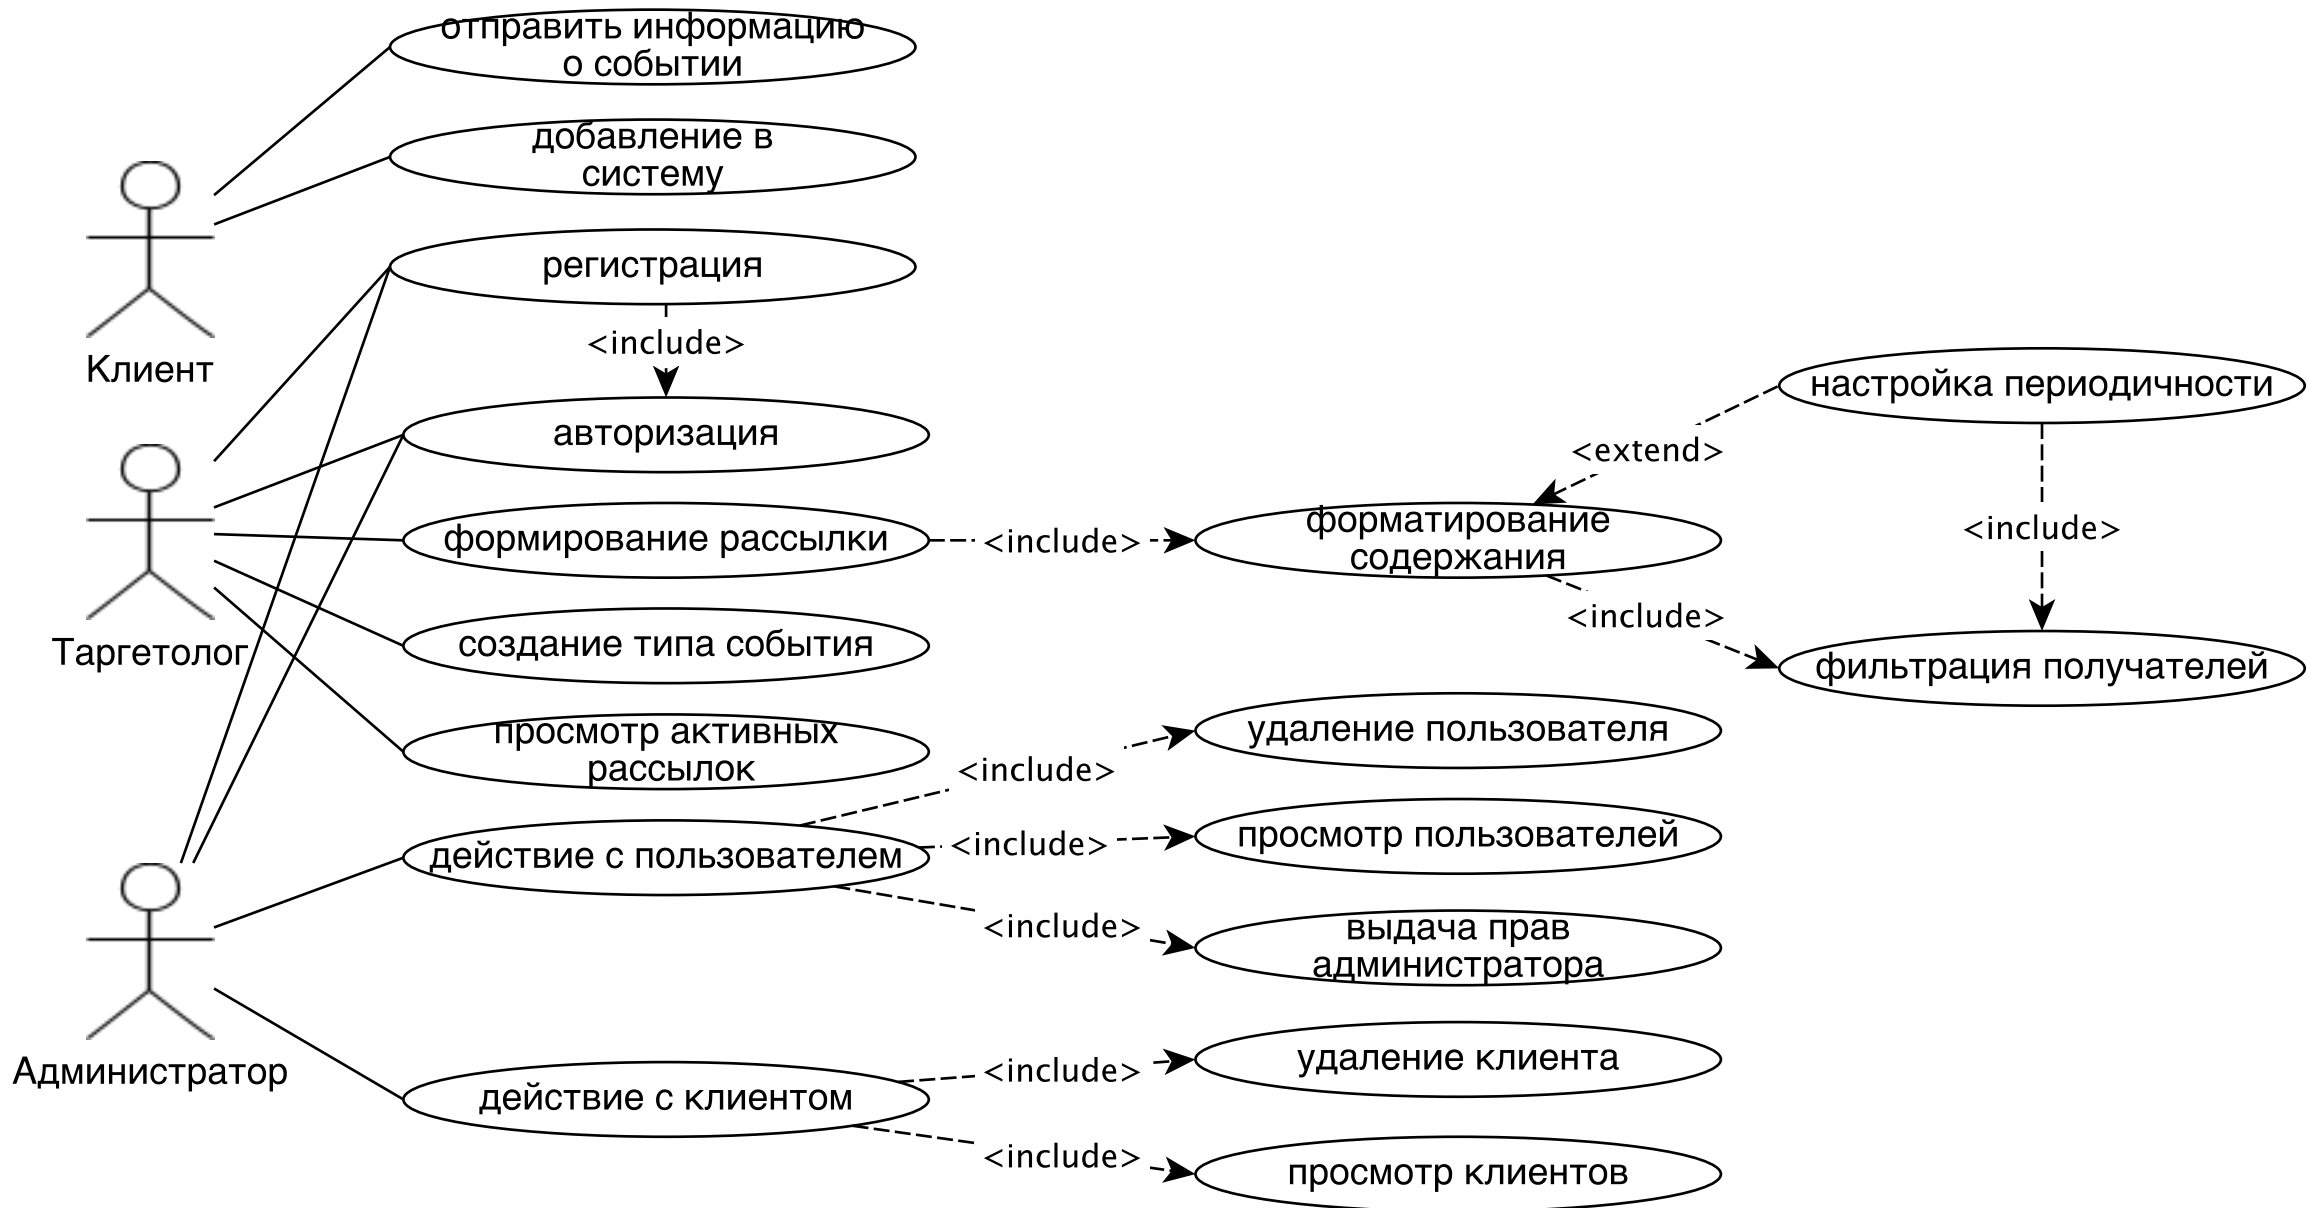 отправить информацию
о событии
добавление в
систему
регистрация
<include>
Клиент
настройка периодичности
авторизация
<extend>
форматирование
содержания
<include>
формирование рассылки
<include>
<include>
Таргетолог
создание типа события
фильтрация получателей
просмотр активных
рассылок
удаление пользователя
<include>
просмотр пользователей
<include>
действие с пользователем
<include>
выдача прав
администратора
Администратор
удаление клиента
<include>
действие с клиентом
<include>
просмотр клиентов